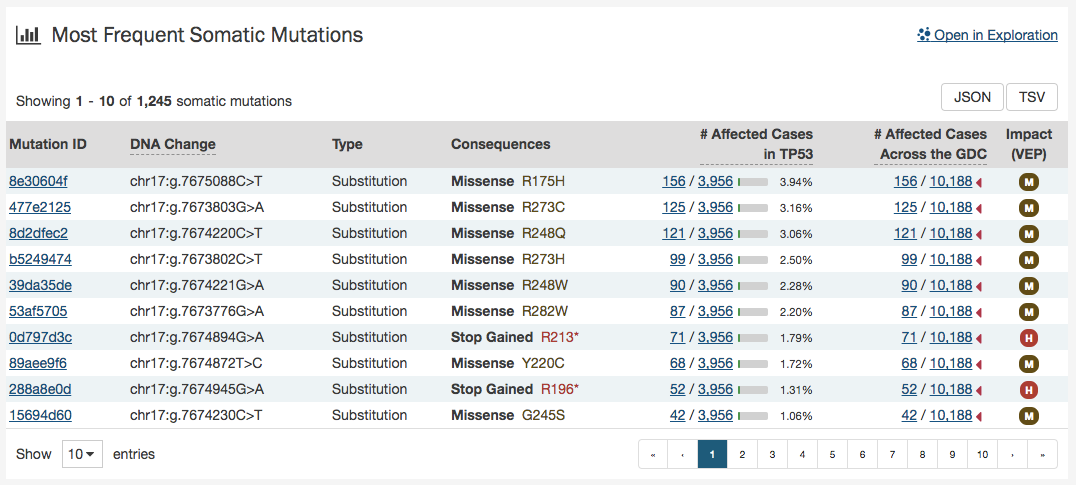 Most Frequent Somatic Mutations
Open in Exploration
Showing 1 - 10 of 1,245 somatic mutations
JSON TSV
Mutation ID DNA Change Type Consequences # Affected Cases in TP53 # Affected Cases Across the GDC Impact (VEP)
8e30604f chr17:g.7675088C>T Substitution Missense R175H 156 / 3,956 3.94% 156 / 10,188 M
477e2125 chr17:g.7673803G>A Substitution Missense R273C 125 / 3,956 3.16% 125 / 10,188 M
8d2dfec2 chr17:g.7674220C>T Substitution Missense R248Q 121 / 3,956 3.06% 121 / 10,188 M
b5249474 chr17:g.7673802C>T Substitution Missense R273H 99 / 3,956 2.50% 99 / 10,188 M
39da35de chr17:g.7674221G>A Substitution Missense R248W 90 / 3,956 2.28% 90 / 10,188 M
53af5705 chr17:g.7673776G>A Substitution Missense R282W 87 / 3,956 2.20% 87 / 10,188 M
0d797d3c chr17:g.7674894G>A Substitution Stop Gained R213* 71 / 3,956 1.79% 71 / 10,188 H
89aee9f6 chr17:g.7674872T>C Substitution Missense Y220C 68 / 3,956 1.72% 68 / 10,188 M
288a8e0d chr17:g.7674945G>A Substitution Stop Gained R196* 52 / 3,956 1.31% 52 / 10,188 H
15694d60 chr17:g.7674230C>T Substitution Missense G245S 42 / 3,956 1.06% 42 / 10,188 M
Show 10 entries
« ‹ 1 2 3 4 5 6 7 8 9 10 › »